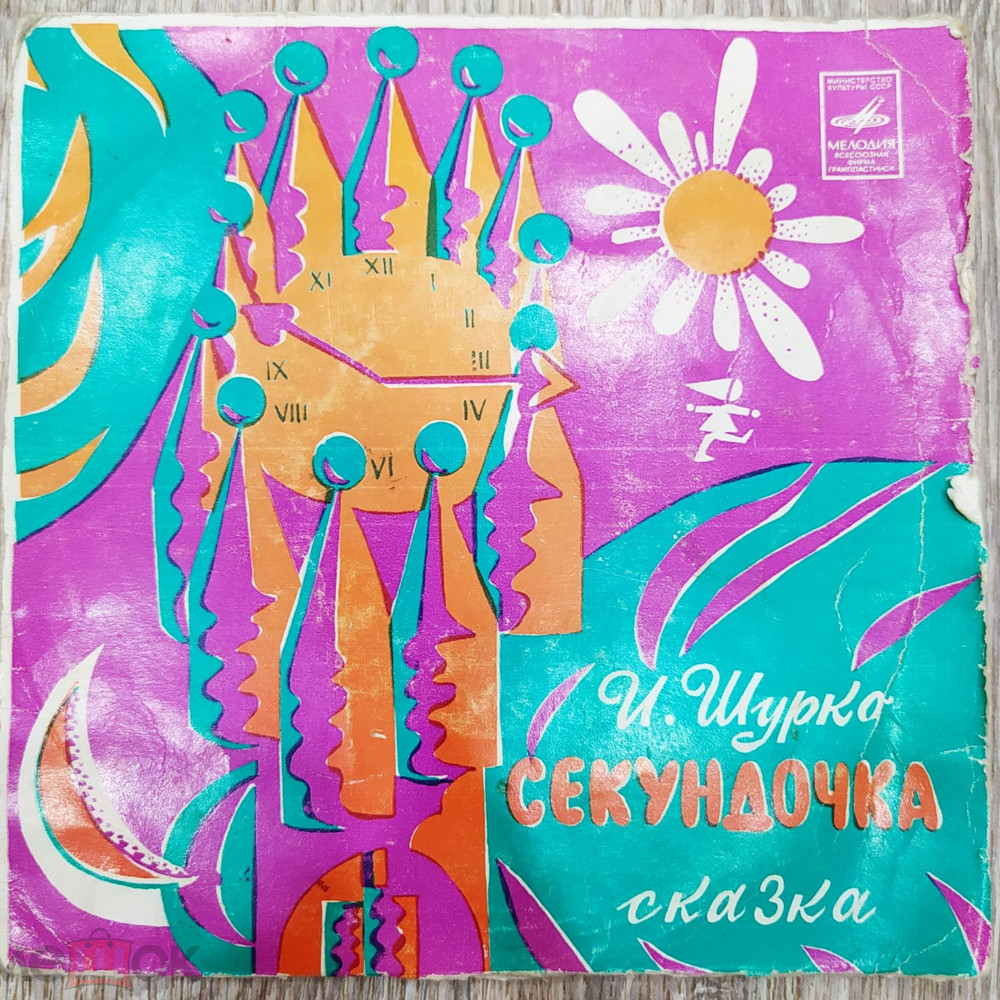 МИНИСТЕРСТВО
КУЛЬТУРЫ СССР
МЕЛОДИЯ
ВСЕСОЮЗНАЯ
ФИРМА
ГРАМПЛАСТИНОК
XII
XI
I
II
III
IX
VIII
IV
VI
И. Шурко
СЕКУНДОЧКА
сказка